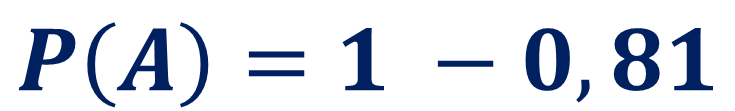 P(A) = 1 − 0,81